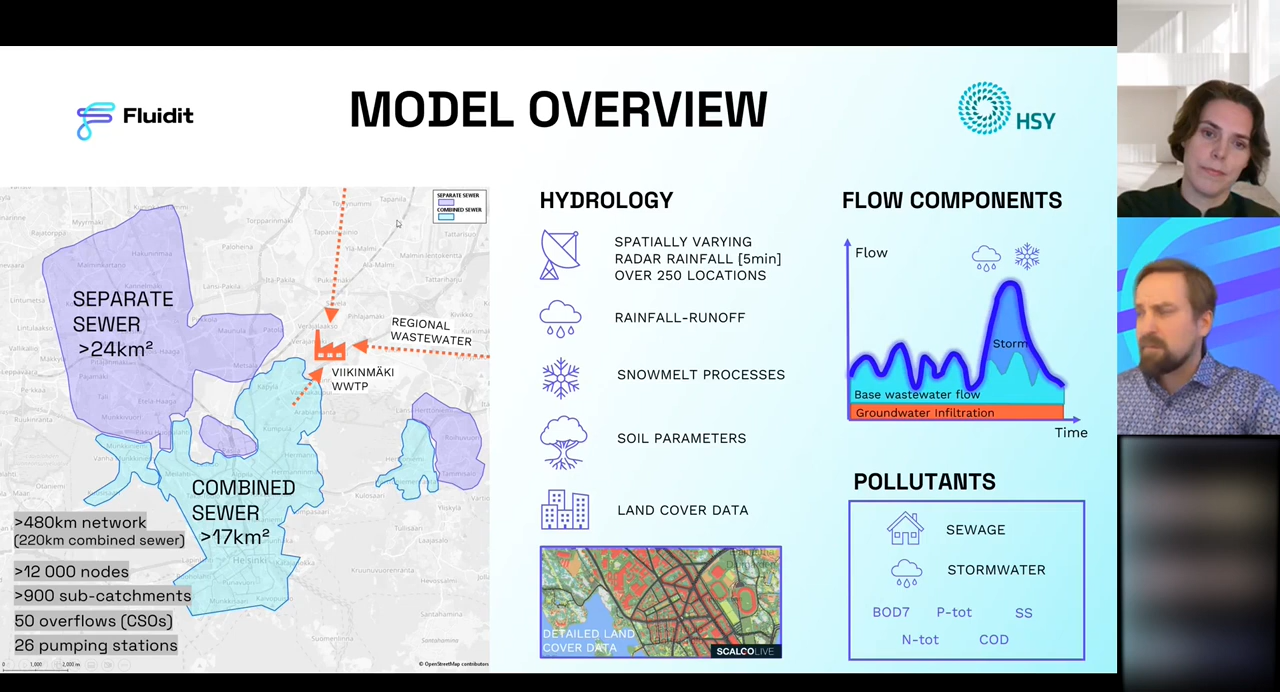 Fluidit
MODEL OVERVIEW
HSY
SEPARATE SEWER
COMBINED SEWER
SEPARATE
SEWER
>24km²
REGIONAL
WASTEWATER
VIIKINMÄKI
WWTP
COMBINED
SEWER
>17km²
>480km network
(220km combined sewer)
>12 000 nodes
>900 sub-catchments
50 overflows (CSOs)
26 pumping stations
Helsinki
© OpenStreetMap contributors
HYDROLOGY
SPATIALLY VARYING
RADAR RAINFALL [5min]
OVER 250 LOCATIONS
RAINFALL-RUNOFF
SNOWMELT PROCESSES
SOIL PARAMETERS
LAND COVER DATA
DETAILED LAND
COVER DATA
SCALGOLIVE
FLOW COMPONENTS
Flow
Storm
Base wastewater flow
Groundwater Infiltration
Time
POLLUTANTS
SEWAGE
STORMWATER
BOD7 P-tot SS
N-tot COD